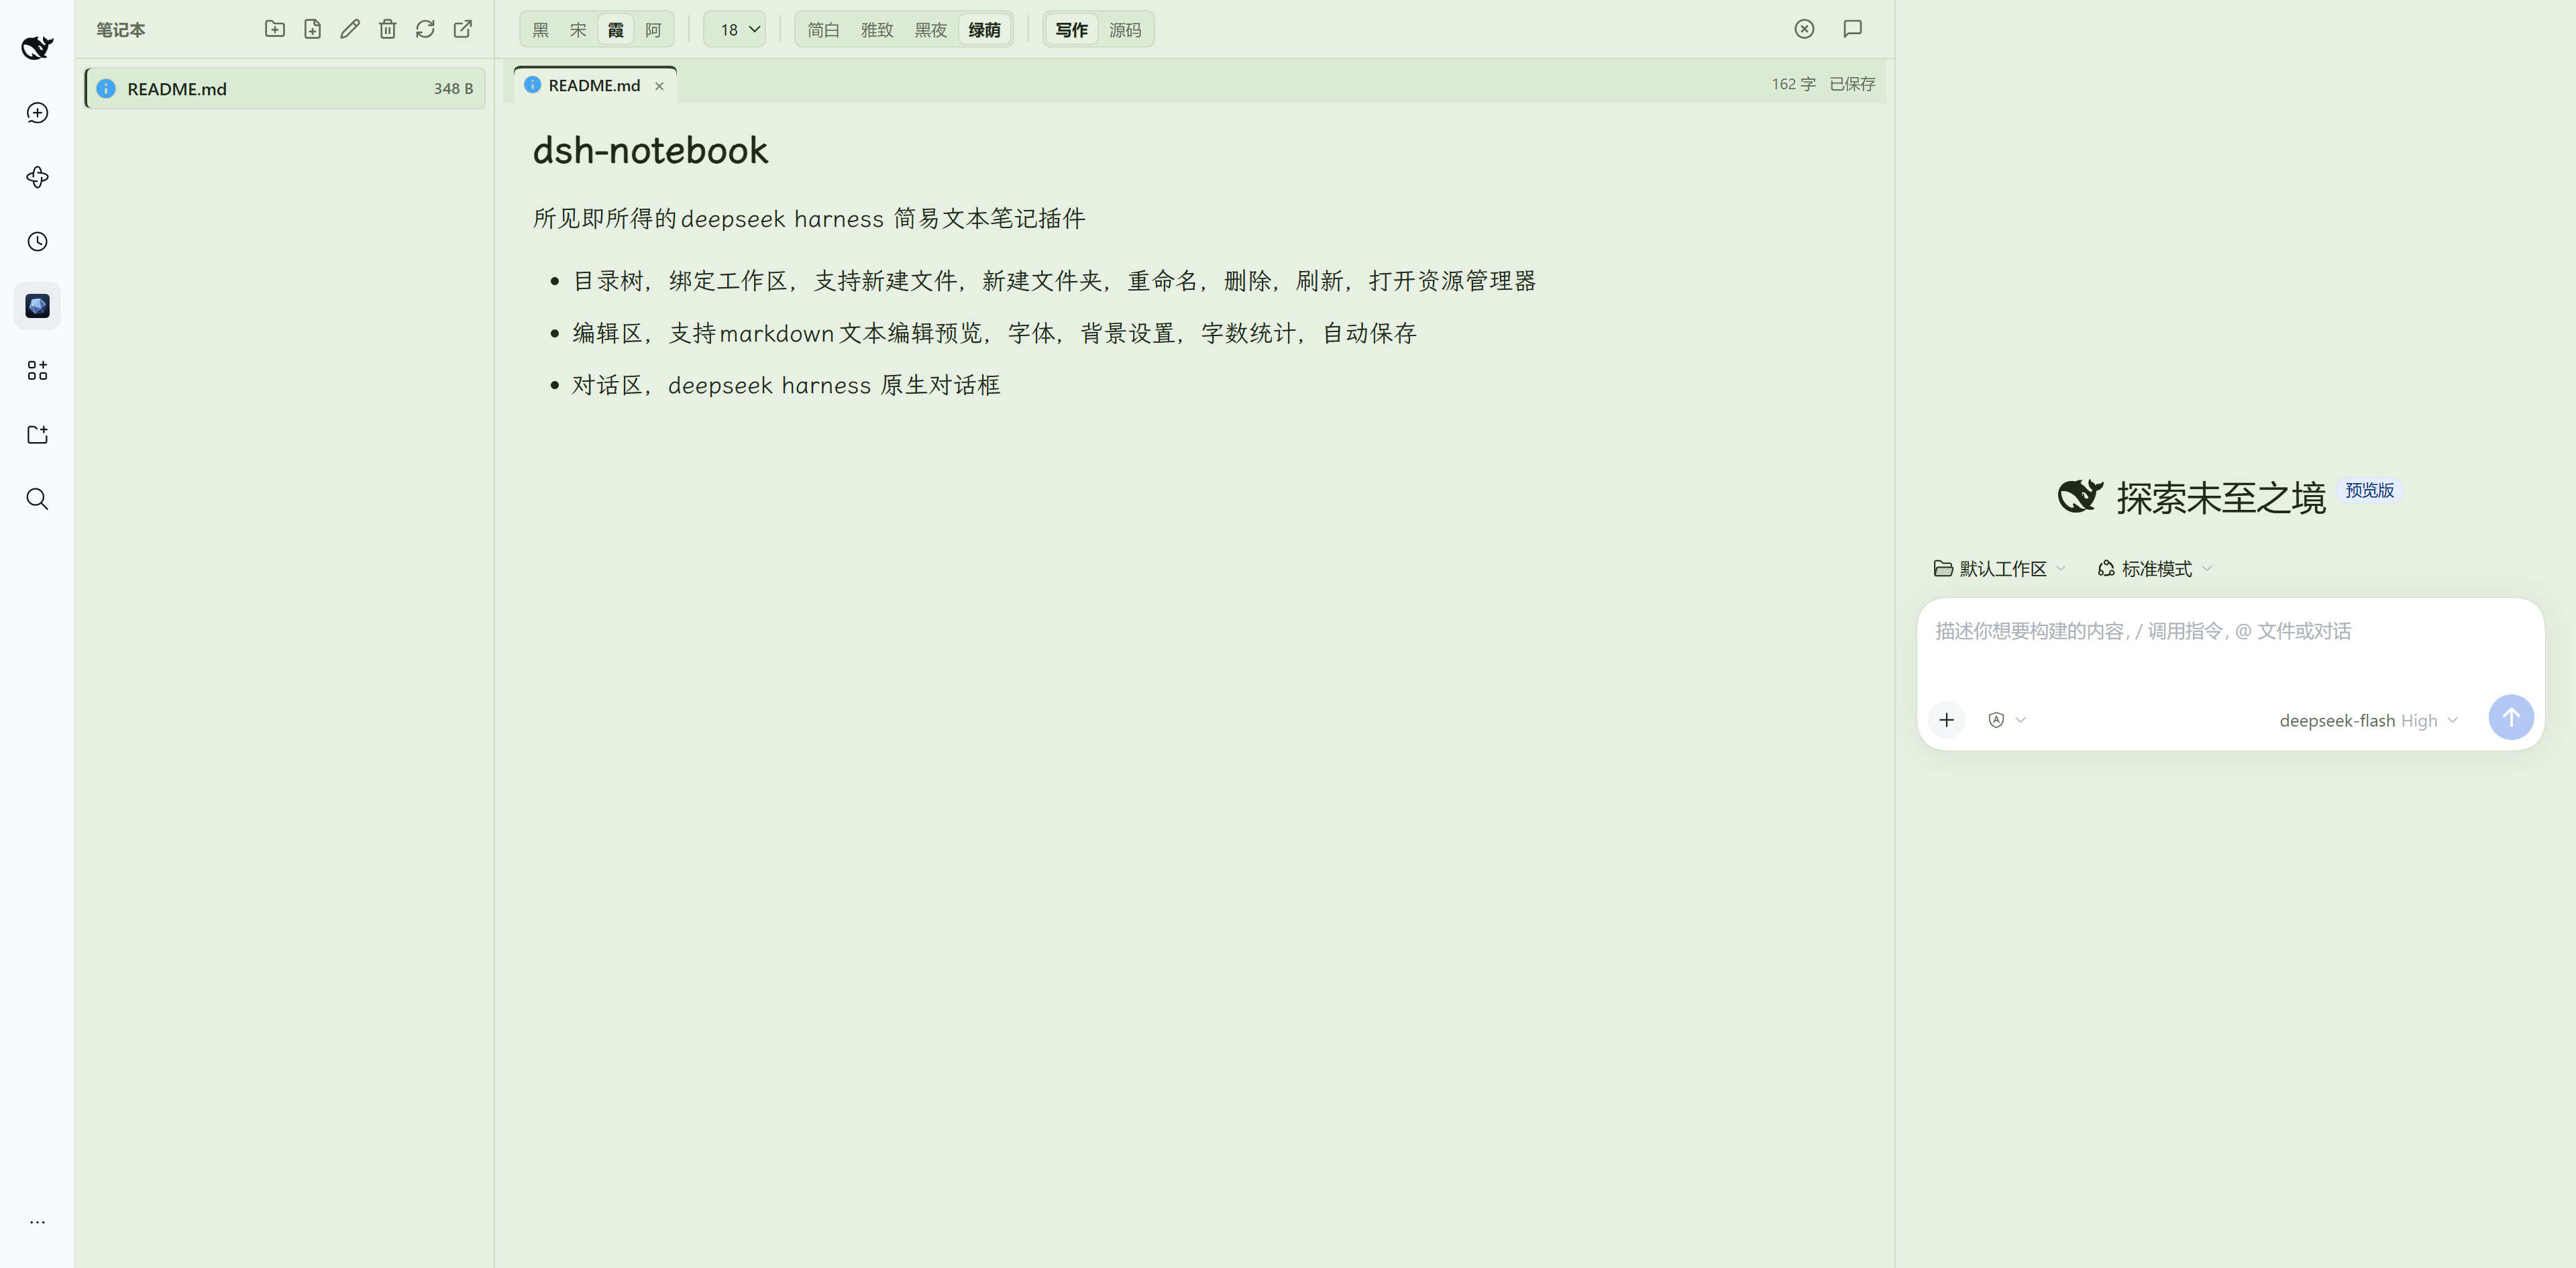 笔记本
黑 宋 霞 阿 18 简白 雅致 黑夜 绿荫 写作 源码
README.md 348 B
README.md × 162 字 已保存
dsh-notebook
所见即所得的deepseek harness 简易文本笔记插件
• 目录树，绑定工作区，支持新建文件，新建文件夹，重命名，删除，刷新，打开资源管理器
• 编辑区，支持markdown文本编辑预览，字体，背景设置，字数统计，自动保存
• 对话区，deepseek harness 原生对话框
探索未至之境 预览版
默认工作区 标准模式
描述你想要构建的内容, / 调用指令, @ 文件或对话
deepseek-flash High